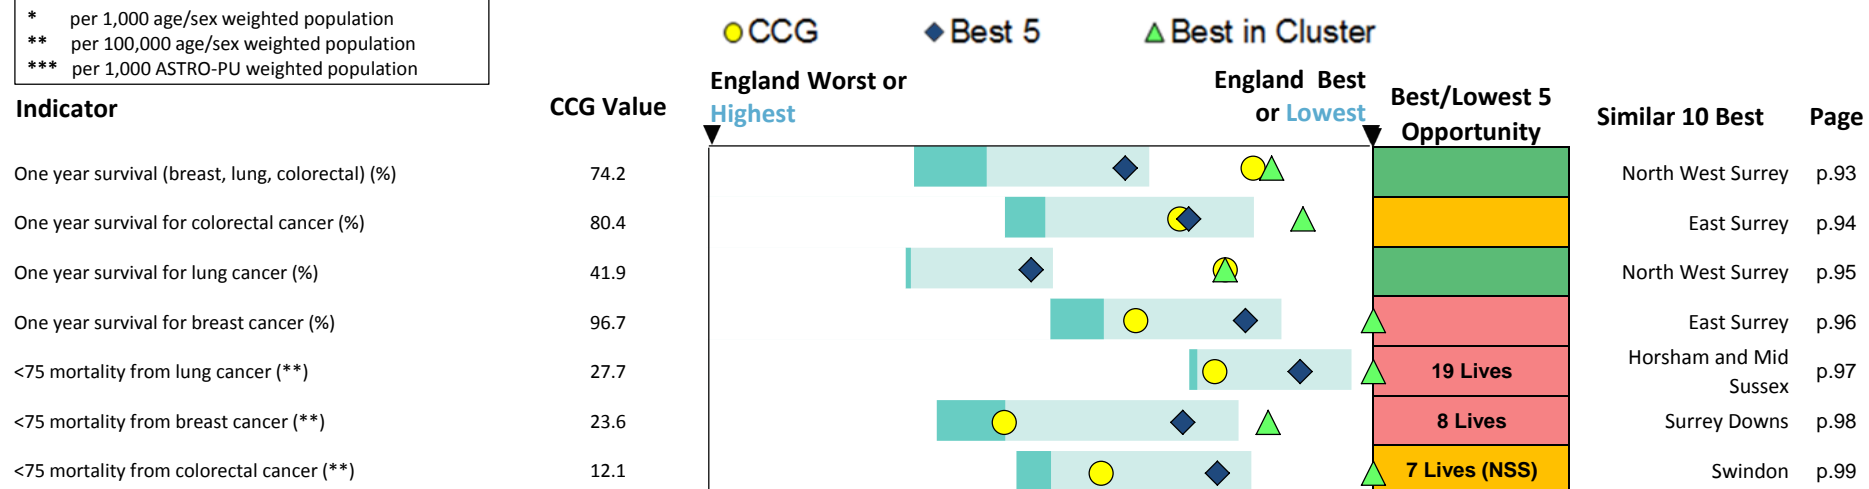 * per 1,000 age/sex weighted population
** per 100,000 age/sex weighted population
*** per 1,000 ASTRO-PU weighted population
CCG Best 5 Best in Cluster
Indicator CCG Value England Worst or Highest England Best or Lowest Best/Lowest 5 Opportunity Similar 10 Best Page
One year survival (breast, lung, colorectal) (%) 74.2 North West Surrey p.93
One year survival for colorectal cancer (%) 80.4 East Surrey p.94
One year survival for lung cancer (%) 41.9 North West Surrey p.95
One year survival for breast cancer (%) 96.7 East Surrey p.96
<75 mortality from lung cancer (**) 27.7 19 Lives Horsham and Mid Sussex p.97
<75 mortality from breast cancer (**) 23.6 8 Lives Surrey Downs p.98
<75 mortality from colorectal cancer (**) 12.1 7 Lives (NSS) Swindon p.99